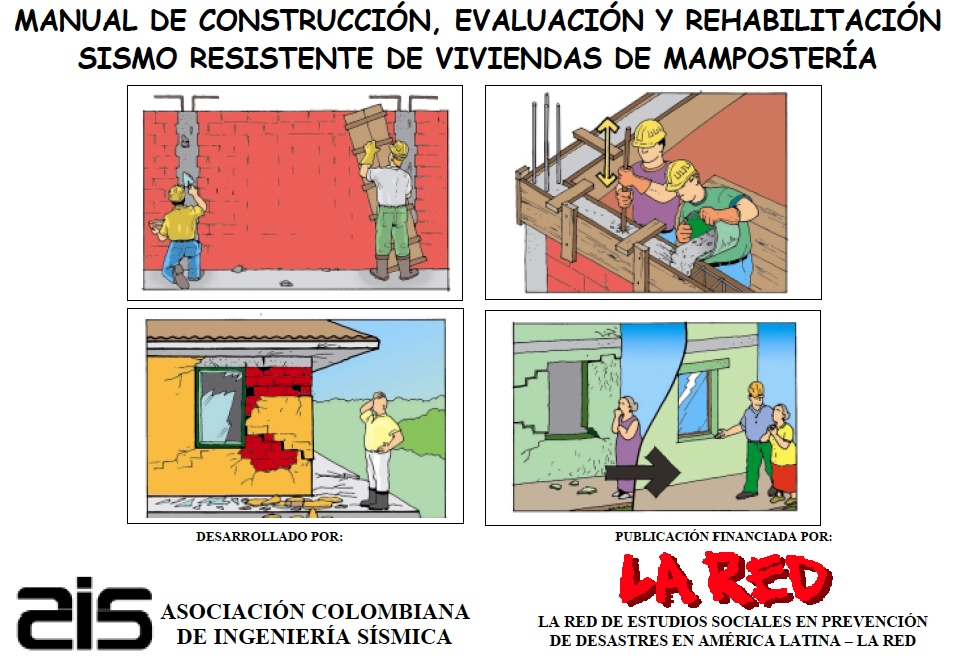 MANUAL DE CONSTRUCCIÓN, EVALUACIÓN Y REHABILITACIÓN
SISMO RESISTENTE DE VIVIENDAS DE MAMPOSTERÍA
DESARROLLADO POR:
ais
ASOCIACIÓN COLOMBIANA
DE INGENIERÍA SÍSMICA
PUBLICACIÓN FINANCIADA POR:
LA RED
LA RED DE ESTUDIOS SOCIALES EN PREVENCIÓN
DE DESASTRES EN AMÉRICA LATINA – LA RED